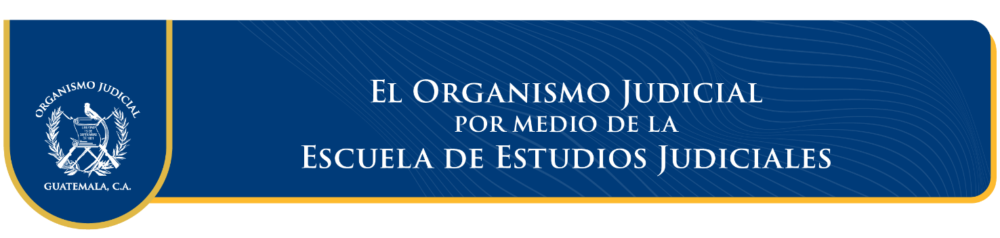 ORGANISMO JUDICIAL
LIBERTAD
15 DE
SEPTIEMBRE
DE 1821
GUATEMALA, C.A.
EL ORGANISMO JUDICIAL
POR MEDIO DE LA
ESCUELA DE ESTUDIOS JUDICIALES